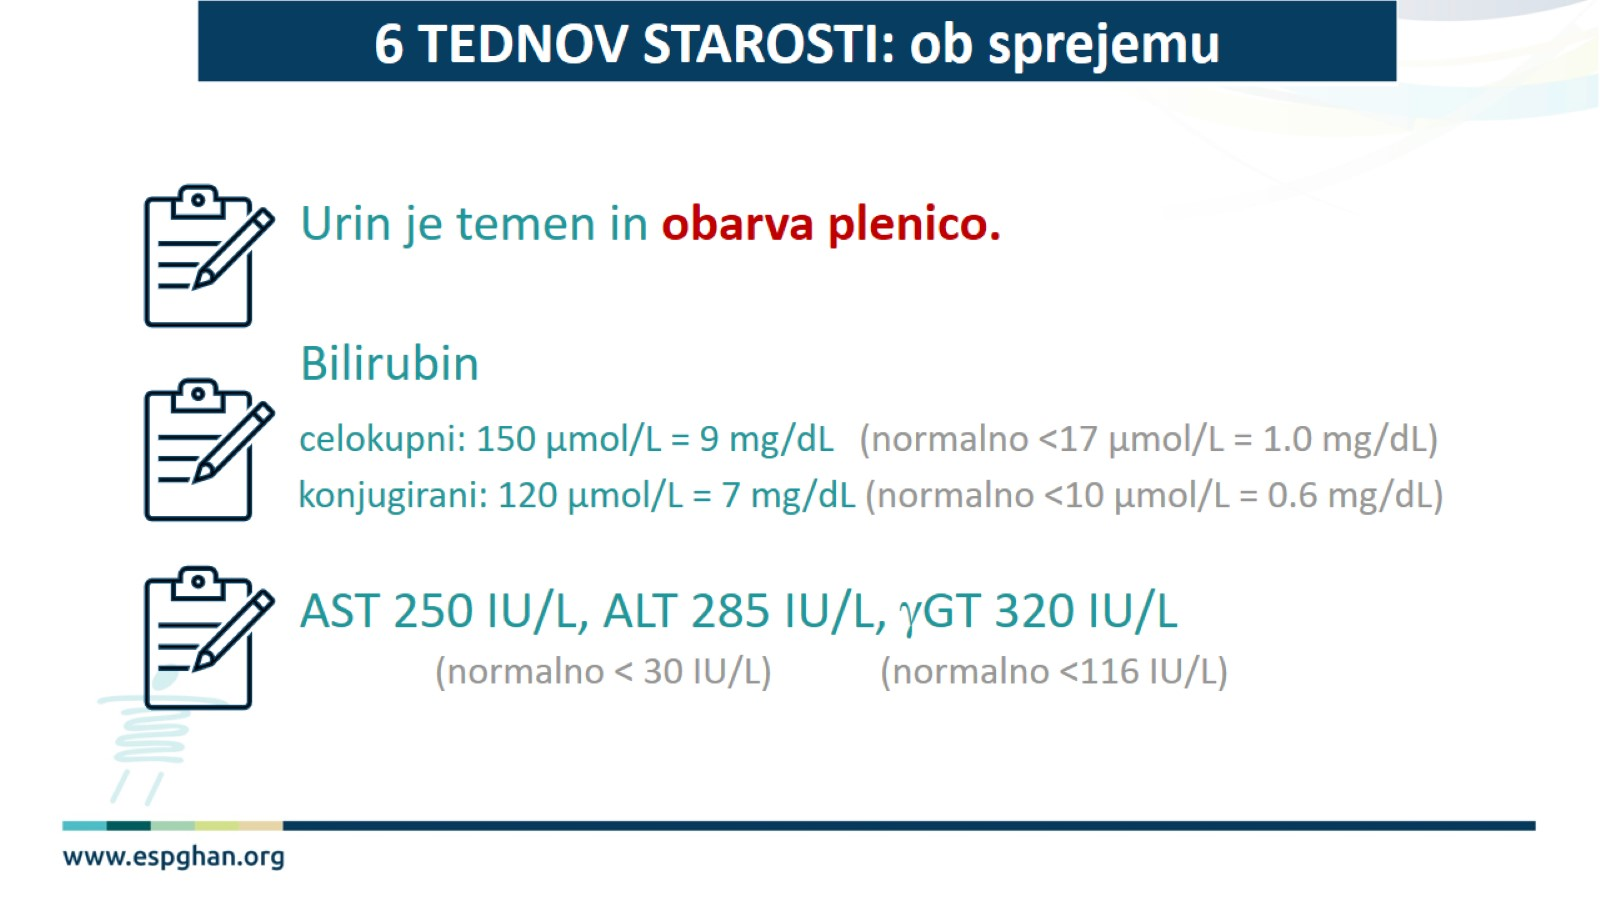 6 TEDNOV STAROSTI: ob sprejemu
Urin je temen in obarva plenico.
Bilirubin
celokupni: 150 µmol/L = 9 mg/dL (normalno <17 µmol/L = 1.0 mg/dL)
konjugirani: 120 µmol/L = 7 mg/dL (normalno <10 µmol/L = 0.6 mg/dL)
AST 250 IU/L, ALT 285 IU/L, γGT 320 IU/L
(normalno < 30 IU/L) (normalno <116 IU/L)
www.espghan.org